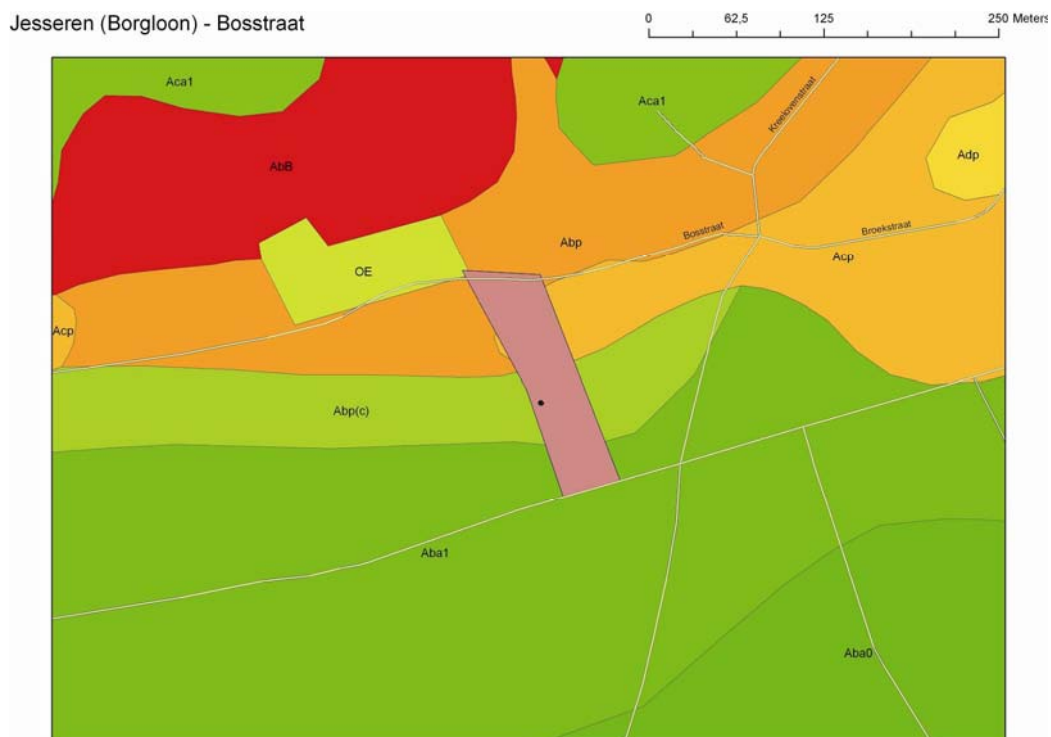 Jesseren (Borgloon) - Bosstraat
0 62,5 125 250 Meters
Aca1
Aca1
Kreelovenstraat
AbB
Adp
Bosstraat
Broekstraat
Abp
Acp
OE
Acp
Abp(c)
Aba1
Aba0